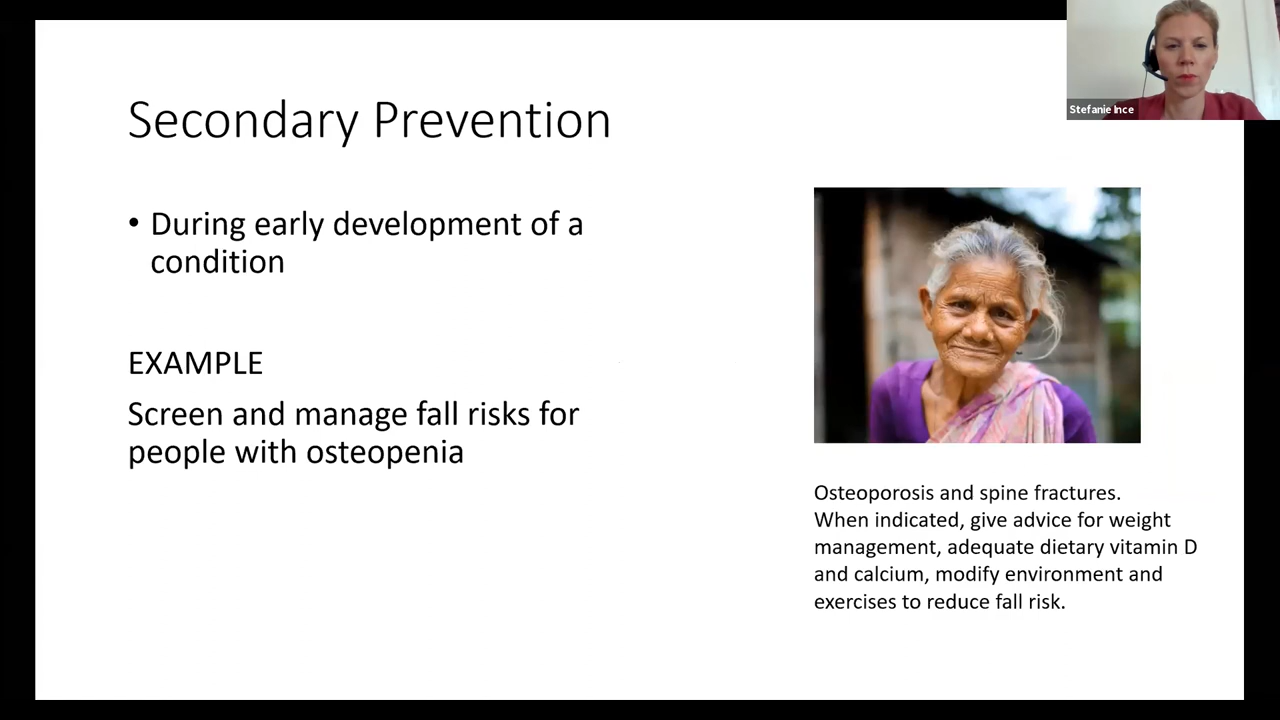 Stefanie Ince
Secondary Prevention
• During early development of a
condition
EXAMPLE
Screen and manage fall risks for
people with osteopenia
Osteoporosis and spine fractures.
When indicated, give advice for weight
management, adequate dietary vitamin D
and calcium, modify environment and
exercises to reduce fall risk.